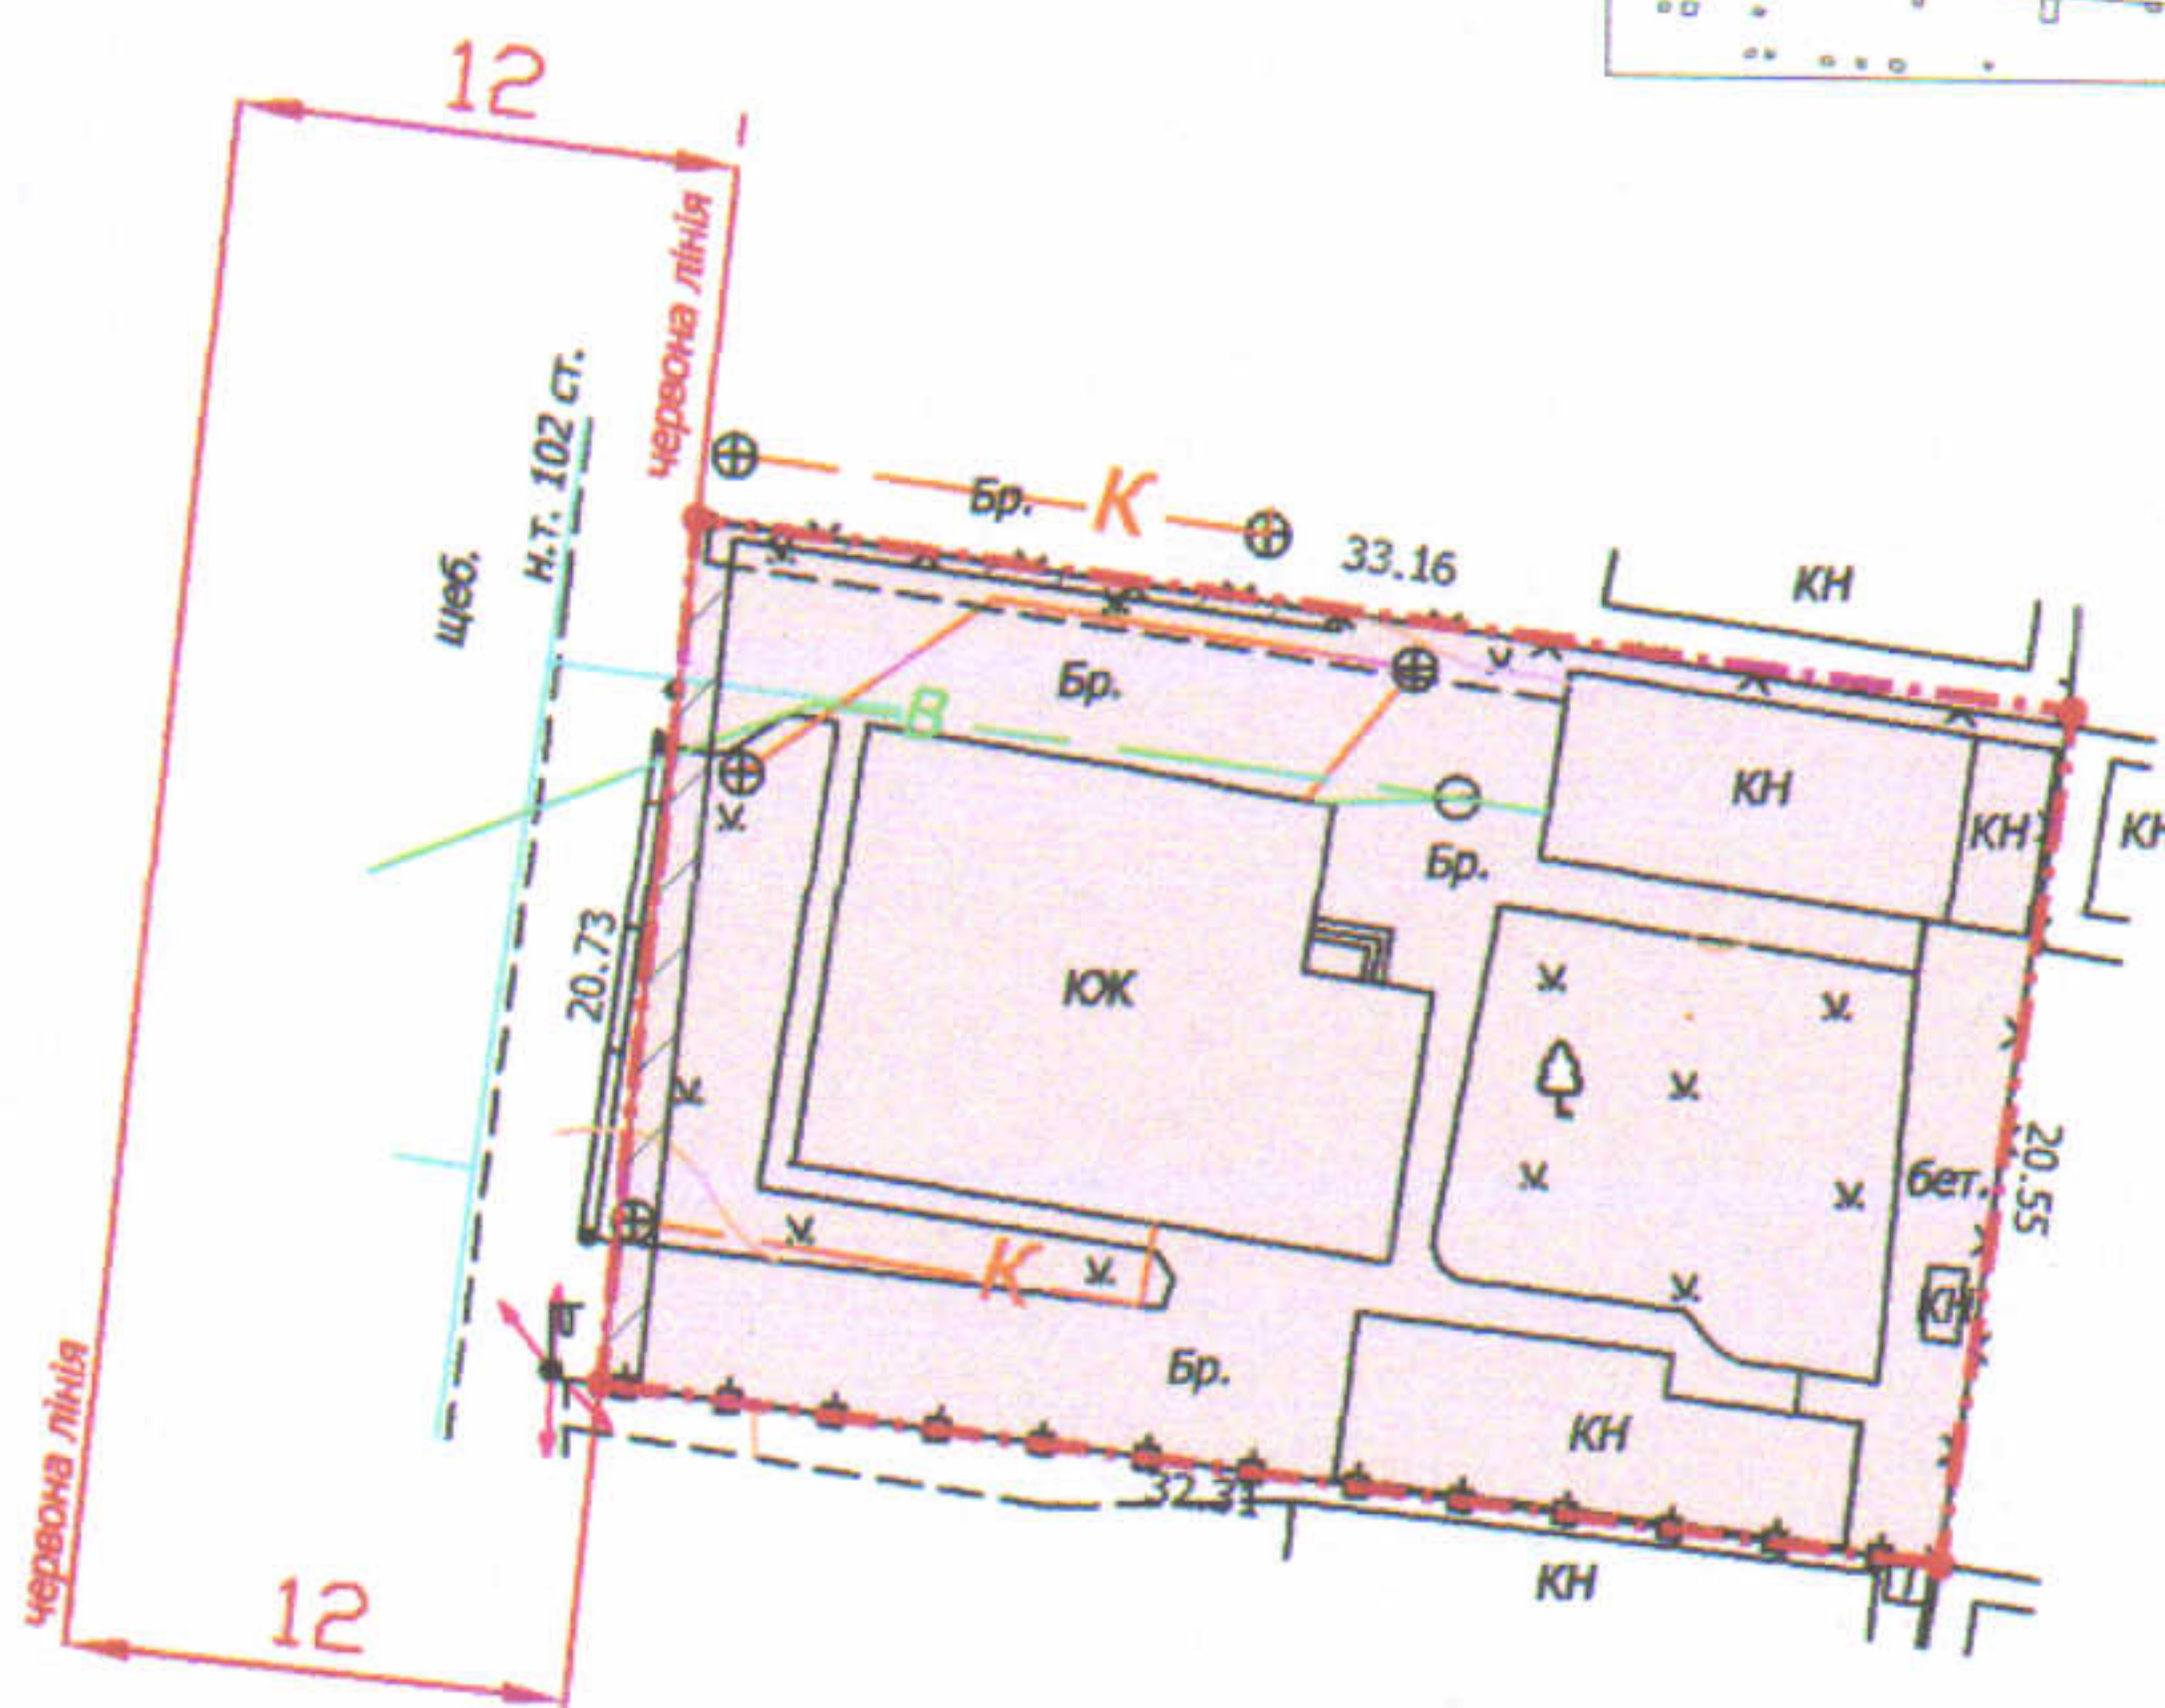 12
червона лінія
н.т. 102 ст.
щеб.
Бр.
К
33.16
КН
Бр.
В
КН
КН
КН
Бр.
20.73
КЖ
бет.
20.55
КН
К
Бр.
КН
32.31
КН
червона лінія
12